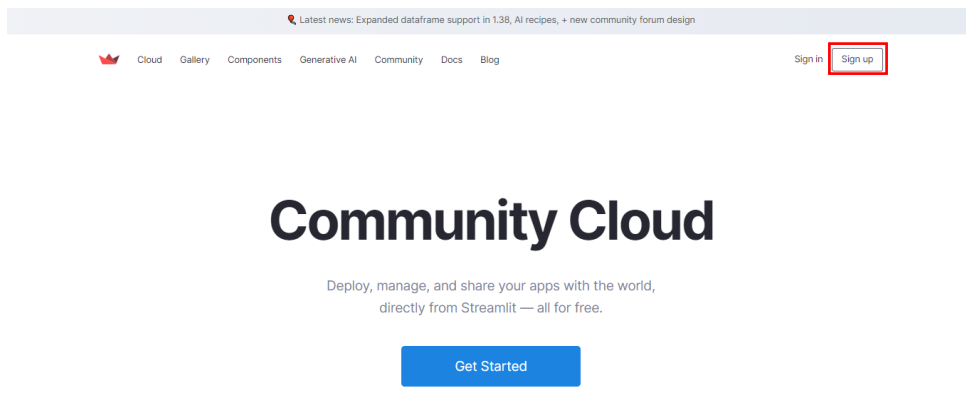 Latest news: Expanded dataframe support in 1.38, AI recipes, + new community forum design
Cloud Gallery Components Generative AI Community Docs Blog Sign in Sign up
Community Cloud
Deploy, manage, and share your apps with the world,
directly from Streamlit — all for free.
Get Started